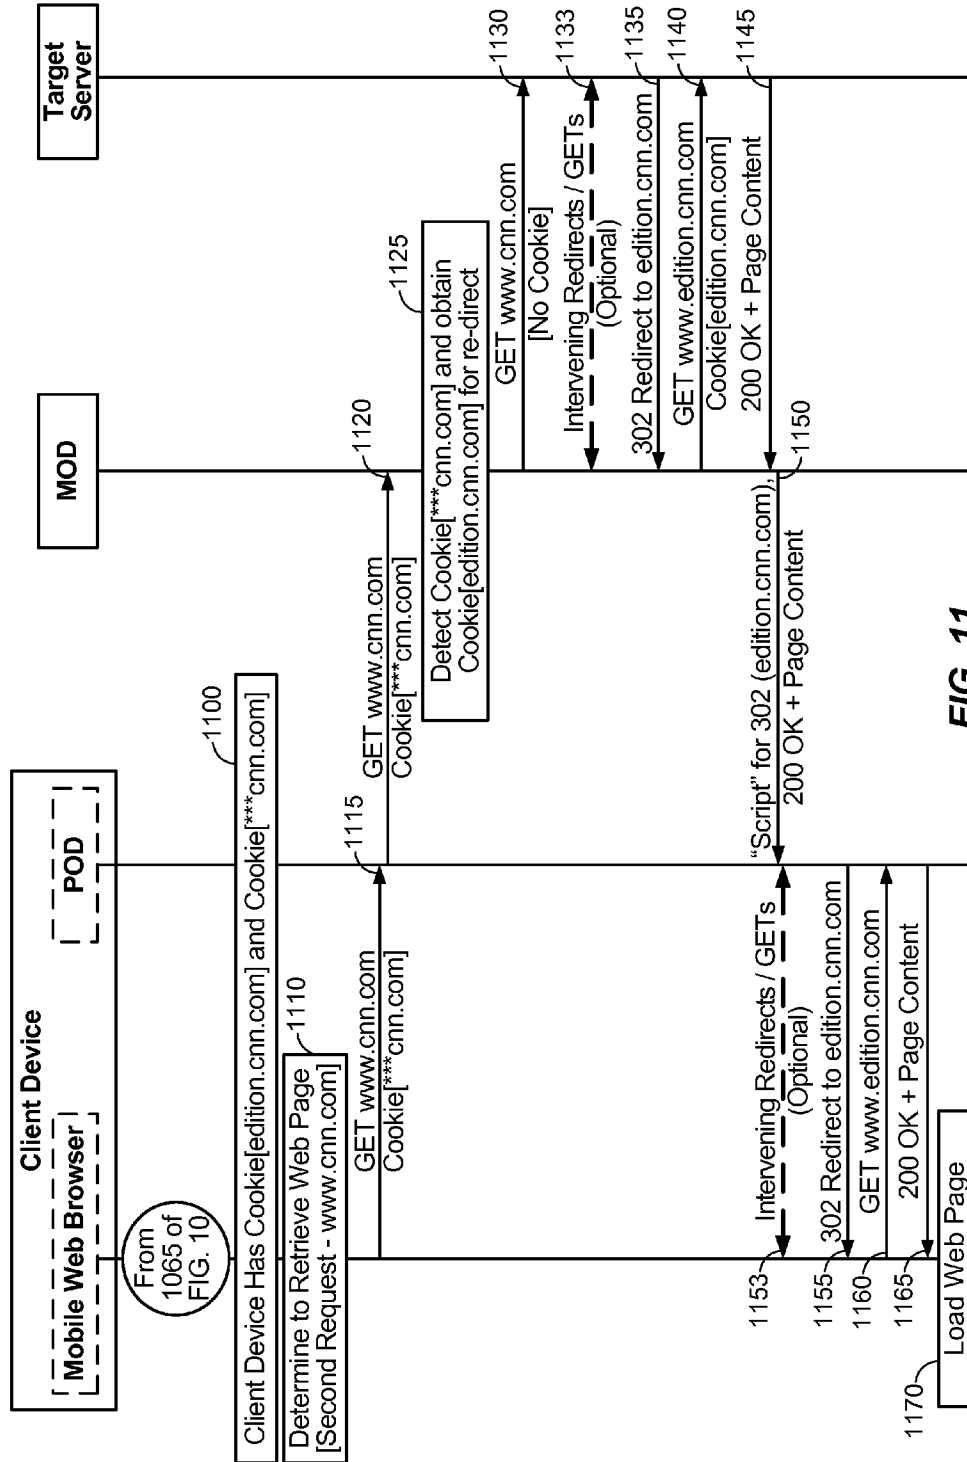 Client Device
Mobile Web Browser
POD
MOD
Target
Server
From
1065 of
FIG. 10
1100
Client Device Has Cookie[edition.cnn.com] and Cookie[***cnn.com]
1110
Determine to Retrieve Web Page
[Second Request - www.cnn.com]
1115
GET www.cnn.com
Cookie[***cnn.com]
1120
GET www.cnn.com
Cookie[***cnn.com]
1125
Detect Cookie[***cnn.com] and obtain
Cookie[edition.cnn.com] for re-direct
1130
GET www.cnn.com
[No Cookie]
1133
Intervening Redirects / GETs
(Optional)
1135
302 Redirect to edition.cnn.com
1140
GET www.edition.cnn.com
Cookie[edition.cnn.com]
1145
200 OK + Page Content
1150
"Script" for 302 (edition.cnn.com),
200 OK + Page Content
1153
Intervening Redirects / GETs
(Optional)
1155
302 Redirect to edition.cnn.com
1160
GET www.edition.cnn.com
1165
200 OK + Page Content
1170
Load Web Page
FIG. 11